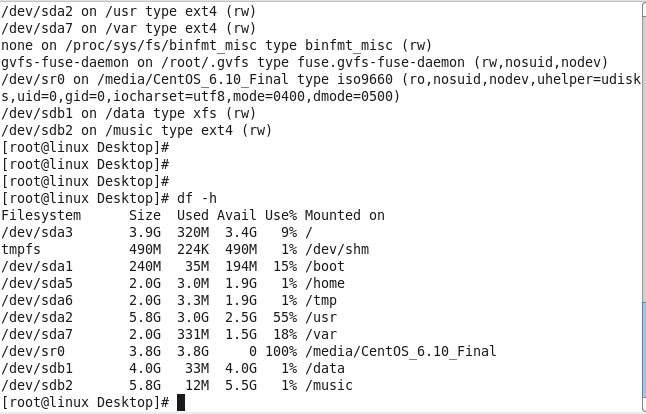 /dev/sda2 on /usr type ext4 (rw)
/dev/sda7 on /var type ext4 (rw)
none on /proc/sys/fs/binfmt_misc type binfmt_misc (rw)
gvfs-fuse-daemon on /root/.gvfs type fuse.gvfs-fuse-daemon (rw,nosuid,nodev)
/dev/sr0 on /media/CentOS_6.10_Final type iso9660 (ro,nosuid,nodev,uhelper=udisk
s,uid=0,gid=0,iocharset=utf8,mode=0400,dmode=0500)
/dev/sdb1 on /data type xfs (rw)
/dev/sdb2 on /music type ext4 (rw)
[root@linux Desktop]#
[root@linux Desktop]#
[root@linux Desktop]#
[root@linux Desktop]# df -h
Filesystem      Size  Used Avail Use% Mounted on
/dev/sda3       3.9G  320M  3.4G   9% /
tmpfs           490M  224K  490M   1% /dev/shm
/dev/sda1       240M   35M  194M  15% /boot
/dev/sda5       2.0G  3.0M  1.9G   1% /home
/dev/sda6       2.0G  3.3M  1.9G   1% /tmp
/dev/sda2       5.8G  3.0G  2.5G  55% /usr
/dev/sda7       2.0G  331M  1.5G  18% /var
/dev/sr0        3.8G  3.8G     0 100% /media/CentOS_6.10_Final
/dev/sdb1       4.0G   33M  4.0G   1% /data
/dev/sdb2       5.8G   12M  5.5G   1% /music
[root@linux Desktop]#